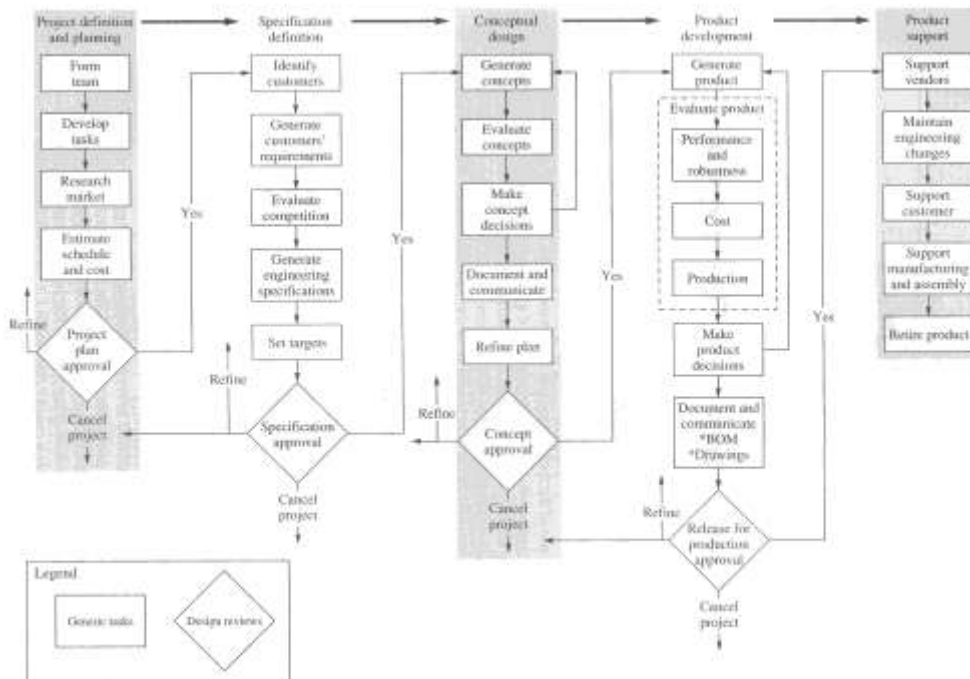 Project definition
and planning
Form
team
Develop
tasks
Research
market
Estimate
schedule
and cost
Refine
Project
plan
approval
Cancel
project
Yes
Specification
definition
Identify
customers
Generate
customers'
requirements
Evaluate
competition
Generate
engineering
specifications
Set targets
Refine
Specification
approval
Cancel
project
Yes
Conceptual
design
Generate
concepts
Evaluate
concepts
Make
concept
decisions
Document and
communicate
Refine plan
Refine
Concept
approval
Cancel
project
Yes
Product
development
Generate
product
Evaluate product
Performance
and
robustness
Cost
Production
Make
product
decisions
Document and
communicate
*BOM
*Drawings
Refine
Release for
production
approval
Cancel
project
Yes
Product
support
Support
vendors
Maintain
engineering
changes
Support
customer
Support
manufacturing
and assembly
Retire product
Legend
Generic tasks
Design reviews